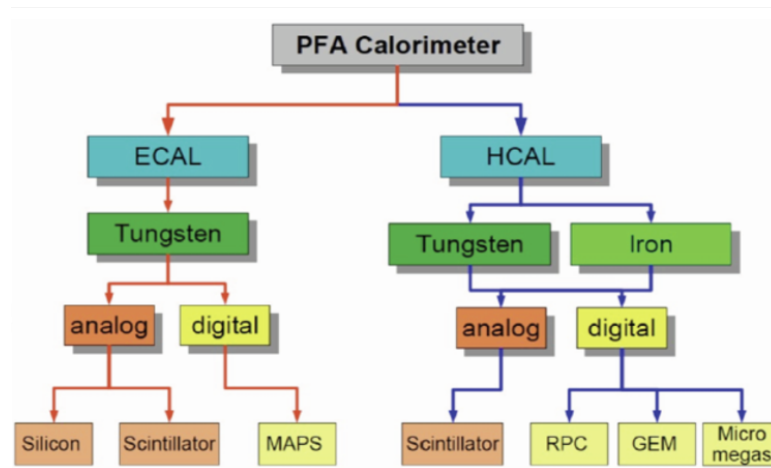 PFA Calorimeter
ECAL
HCAL
Tungsten
Tungsten
Iron
analog
digital
analog
digital
Silicon
Scintillator
MAPS
Scintillator
RPC
GEM
Micro
megas